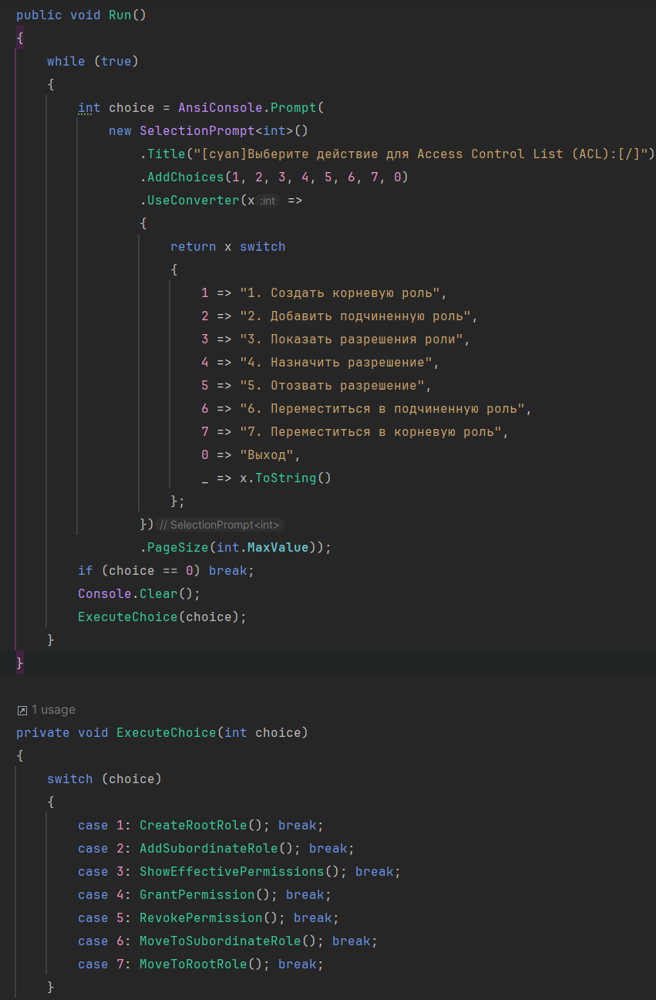 public void Run()
{
    while (true)
    {
        int choice = AnsiConsole.Prompt(
            new SelectionPrompt<int>()
                .Title("[cyan]Выберите действие для Access Control List (ACL):[/]")
                .AddChoices(1, 2, 3, 4, 5, 6, 7, 0)
                .UseConverter(x :int =>
                {
                    return x switch
                    {
                        1 => "1. Создать корневую роль",
                        2 => "2. Добавить подчиненную роль",
                        3 => "3. Показать разрешения роли",
                        4 => "4. Назначить разрешение",
                        5 => "5. Отозвать разрешение",
                        6 => "6. Переместиться в подчиненную роль",
                        7 => "7. Переместиться в корневую роль",
                        0 => "Выход",
                        _ => x.ToString()
                    };
                }) // SelectionPrompt<int>
                .PageSize(int.MaxValue));
        if (choice == 0) break;
        Console.Clear();
        ExecuteChoice(choice);
    }
}
1 usage
private void ExecuteChoice(int choice)
{
    switch (choice)
    {
        case 1: CreateRootRole(); break;
        case 2: AddSubordinateRole(); break;
        case 3: ShowEffectivePermissions(); break;
        case 4: GrantPermission(); break;
        case 5: RevokePermission(); break;
        case 6: MoveToSubordinateRole(); break;
        case 7: MoveToRootRole(); break;
    }